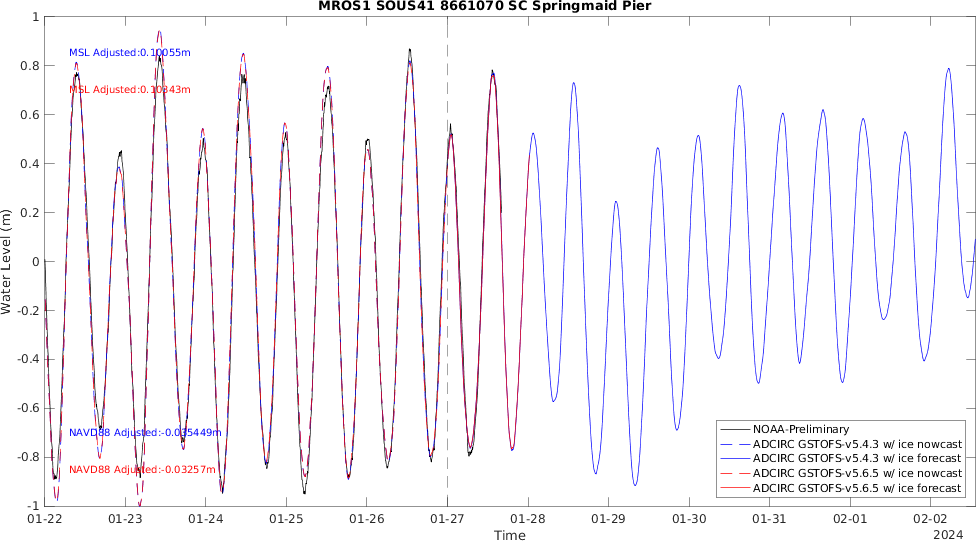 MROS1 SOUS41 8661070 SC Springmaid Pier
1
0.8
0.6
0.4
0.2
0
-0.2
-0.4
-0.6
-0.8
-1
Water Level (m)
MSL Adjusted:0.10055m
MSL Adjusted:0.10343m
NAVD88 Adjusted:-0.035449m
NAVD88 Adjusted:-0.03257m
NOAA-Preliminary
ADCIRC GSTOFS-v5.4.3 w/ ice nowcast
ADCIRC GSTOFS-v5.4.3 w/ ice forecast
ADCIRC GSTOFS-v5.6.5 w/ ice nowcast
ADCIRC GSTOFS-v5.6.5 w/ ice forecast
01-22 01-23 01-24 01-25 01-26 01-27 01-28 01-29 01-30 01-31 02-01 02-02
Time
2024